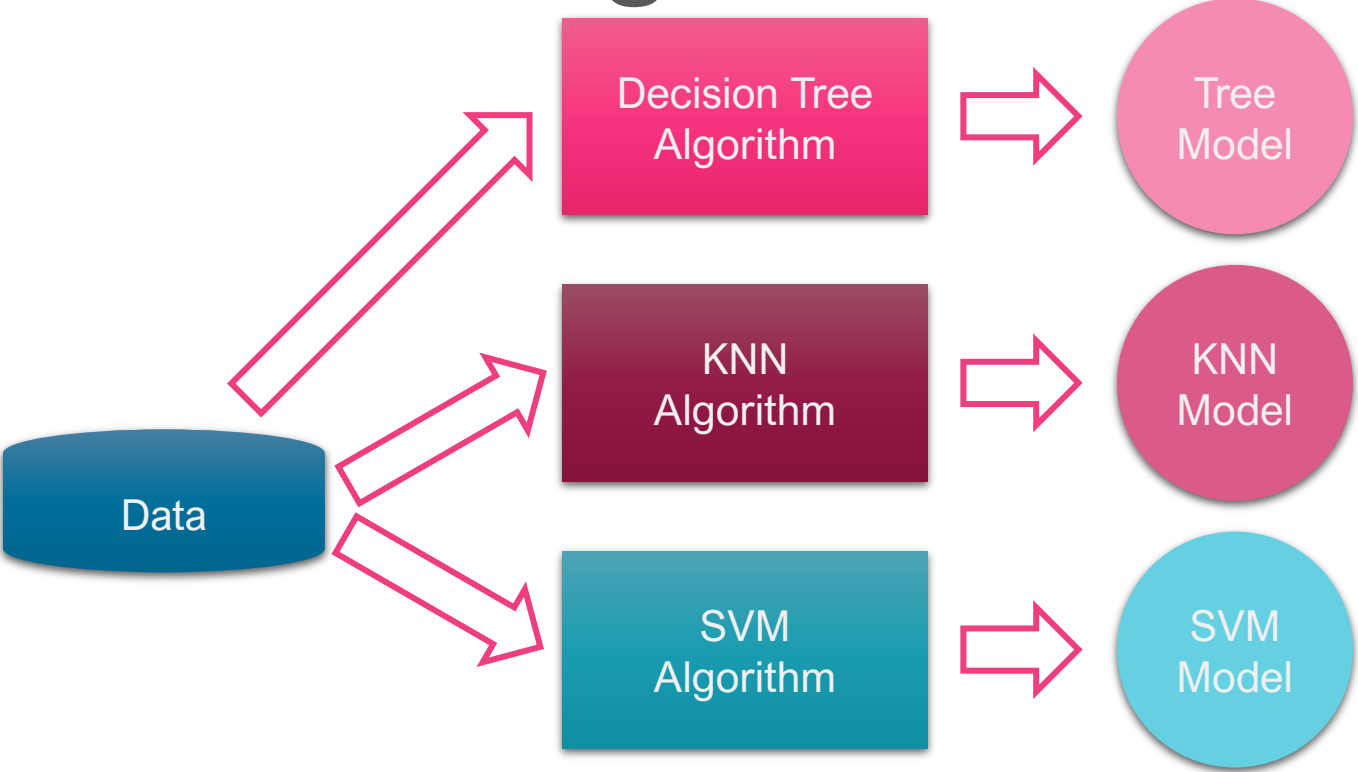 Decision Tree
Algorithm
Tree
Model
KNN
Algorithm
KNN
Model
Data
SVM
Algorithm
SVM
Model